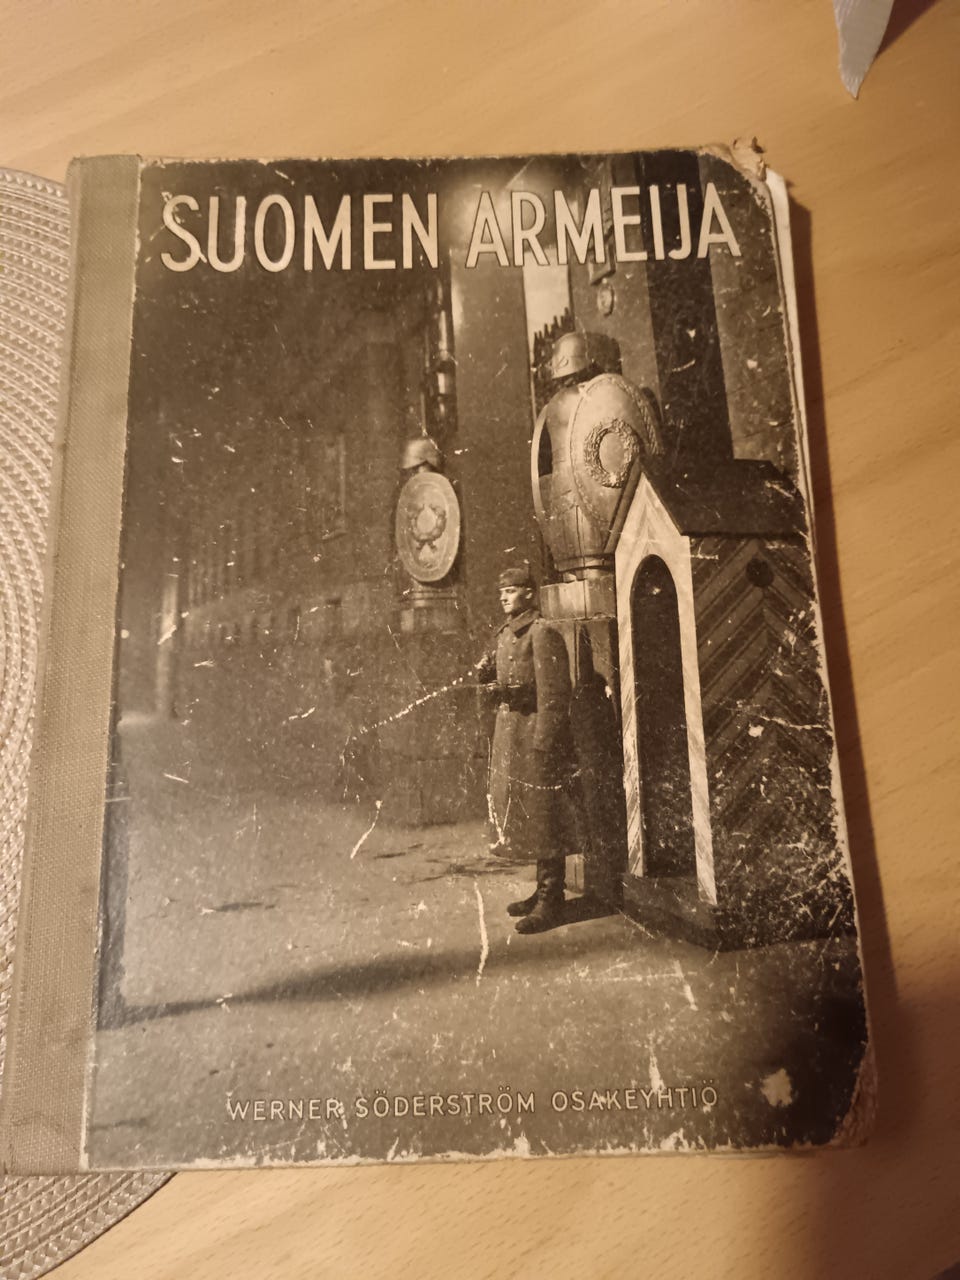 SUOMEN ARMEIJA
WERNER SÖDERSTRÖM OSAKEYHTIÖ